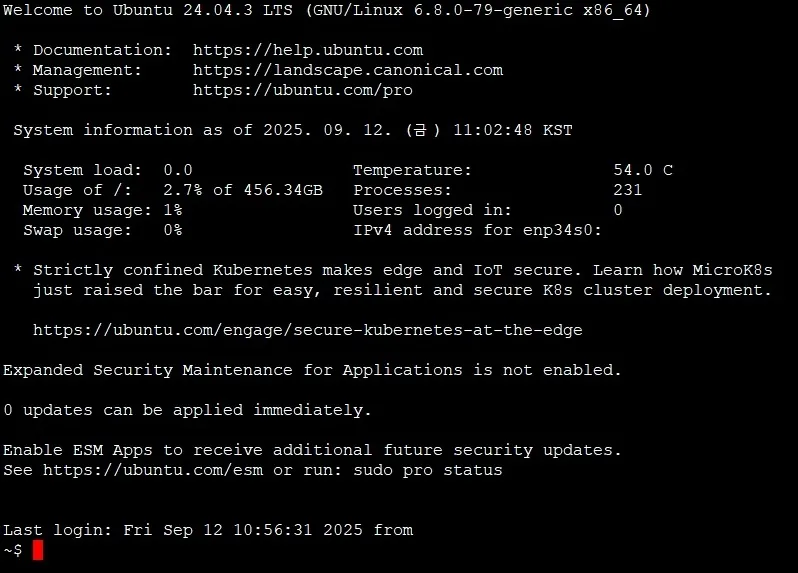 Welcome to Ubuntu 24.04.3 LTS (GNU/Linux 6.8.0-79-generic x86_64)

 * Documentation:  https://help.ubuntu.com
 * Management:     https://landscape.canonical.com
 * Support:        https://ubuntu.com/pro

 System information as of 2025. 09. 12. (금) 11:02:48 KST

  System load:  0.0                Temperature:              54.0 C
  Usage of /:   2.7% of 456.34GB   Processes:                231
  Memory usage: 1%                 Users logged in:          0
  Swap usage:   0%                 IPv4 address for enp34s0:

 * Strictly confined Kubernetes makes edge and IoT secure. Learn how MicroK8s
   just raised the bar for easy, resilient and secure K8s cluster deployment.

   https://ubuntu.com/engage/secure-kubernetes-at-the-edge

Expanded Security Maintenance for Applications is not enabled.

0 updates can be applied immediately.

Enable ESM Apps to receive additional future security updates.
See https://ubuntu.com/esm or run: sudo pro status

Last login: Fri Sep 12 10:56:31 2025 from
~$